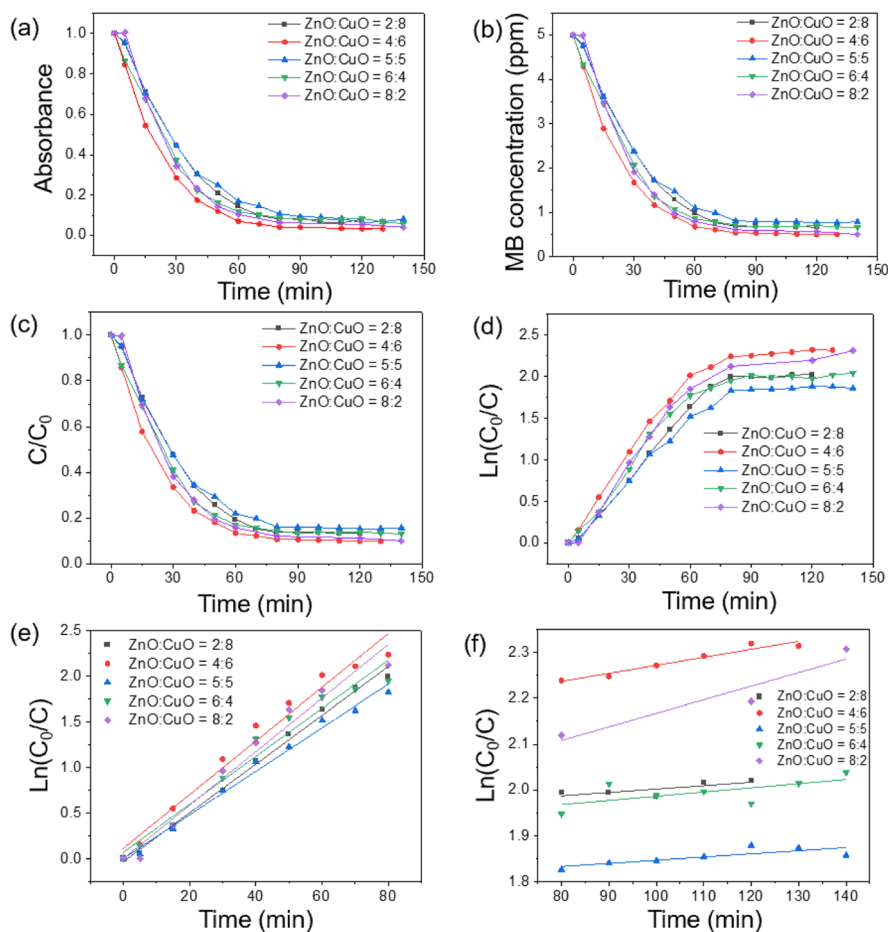 (a)
Absorbance
1.0
0.8
0.6
0.4
0.2
0.0
0 30 60 90 120 150
Time (min)
ZnO:CuO = 2:8
ZnO:CuO = 4:6
ZnO:CuO = 5:5
ZnO:CuO = 6:4
ZnO:CuO = 8:2
(b)
MB concentration (ppm)
5
4
3
2
1
0
0 30 60 90 120 150
Time (min)
ZnO:CuO = 2:8
ZnO:CuO = 4:6
ZnO:CuO = 5:5
ZnO:CuO = 6:4
ZnO:CuO = 8:2
(c)
C/C₀
1.0
0.8
0.6
0.4
0.2
0.0
0 30 60 90 120 150
Time (min)
ZnO:CuO = 2:8
ZnO:CuO = 4:6
ZnO:CuO = 5:5
ZnO:CuO = 6:4
ZnO:CuO = 8:2
(d)
Ln(C₀/C)
2.5
2.0
1.5
1.0
0.5
0.0
0 30 60 90 120 150
Time (min)
ZnO:CuO = 2:8
ZnO:CuO = 4:6
ZnO:CuO = 5:5
ZnO:CuO = 6:4
ZnO:CuO = 8:2
(e)
Ln(C₀/C)
2.5
2.0
1.5
1.0
0.5
0.0
0 20 40 60 80
Time (min)
ZnO:CuO = 2:8
ZnO:CuO = 4:6
ZnO:CuO = 5:5
ZnO:CuO = 6:4
ZnO:CuO = 8:2
(f)
Ln(C₀/C)
2.3
2.2
2.1
2.0
1.9
1.8
80 90 100 110 120 130 140
Time (min)
ZnO:CuO = 2:8
ZnO:CuO = 4:6
ZnO:CuO = 5:5
ZnO:CuO = 6:4
ZnO:CuO = 8:2